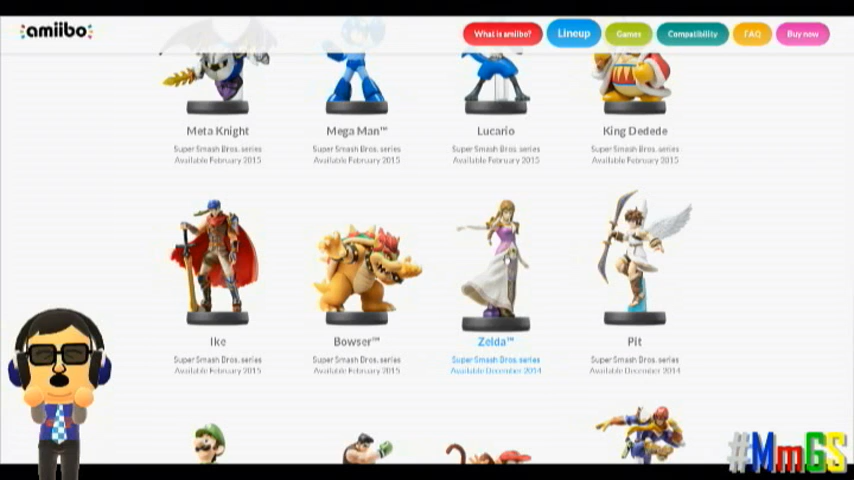 amiibo
What is amiibo?
Lineup
Games
Compatibility
FAQ
Buy now
Meta Knight
Super Smash Bros. series
Available February 2015
Mega Man™
Super Smash Bros. series
Available February 2015
Lucario
Super Smash Bros. series
Available February 2015
King Dedede
Super Smash Bros. series
Available February 2015
Ike
Super Smash Bros. series
Available February 2015
Bowser™
Super Smash Bros. series
Available February 2015
Zelda™
Super Smash Bros. series
Available December 2014
Pit
Super Smash Bros. series
Available December 2014
#MmGS